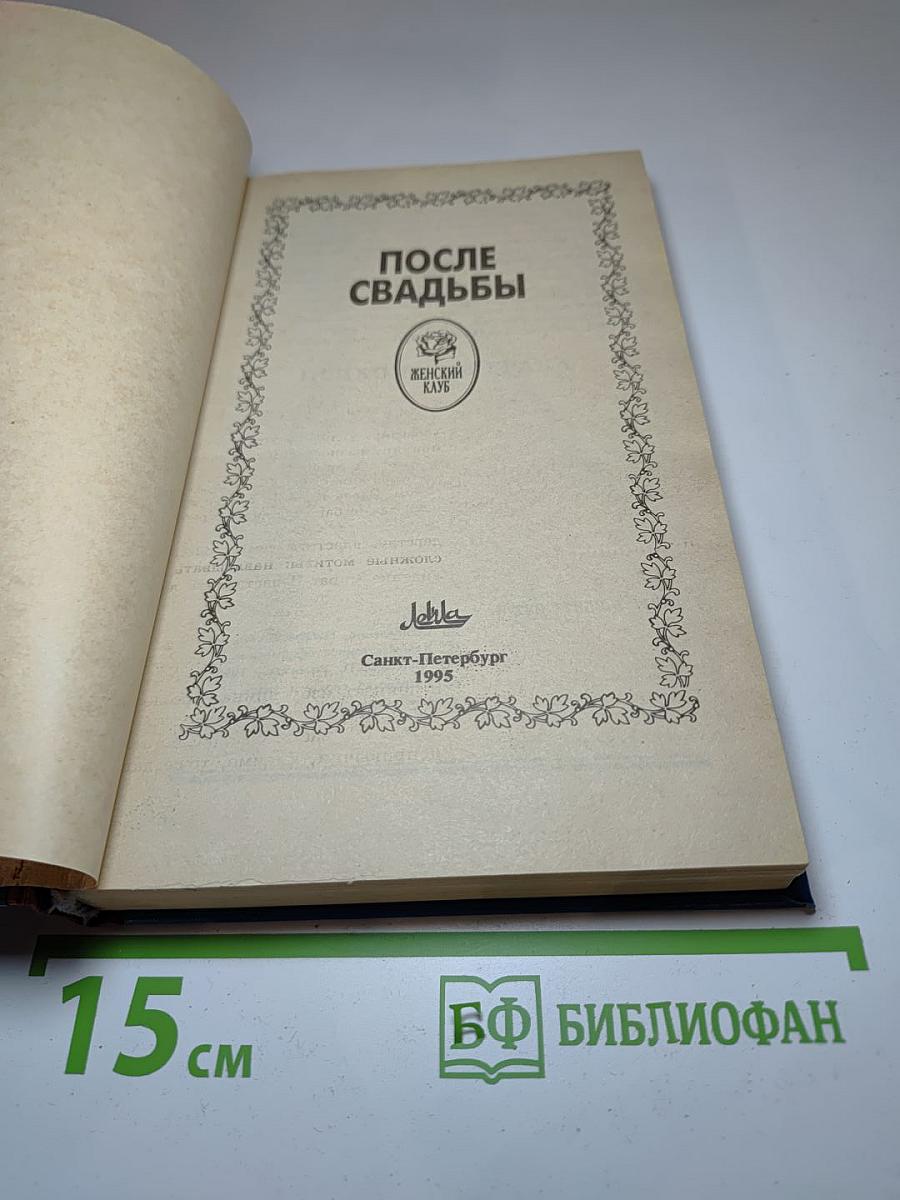 ПОСЛЕ
СВАДЬБЫ
ЖЕНСКИЙ
КЛУБ
Лейла
Санкт-Петербург
1995
15 см
БФ БИБЛИОФАН